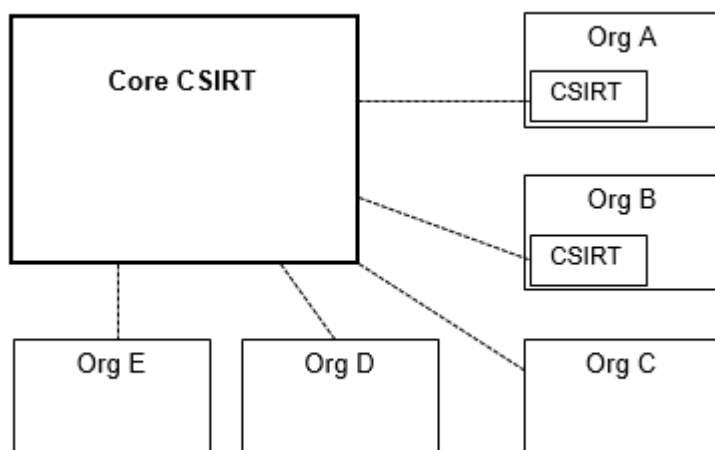 Core CSIRT
Org A
CSIRT
Org B
CSIRT
Org E
Org D
Org C